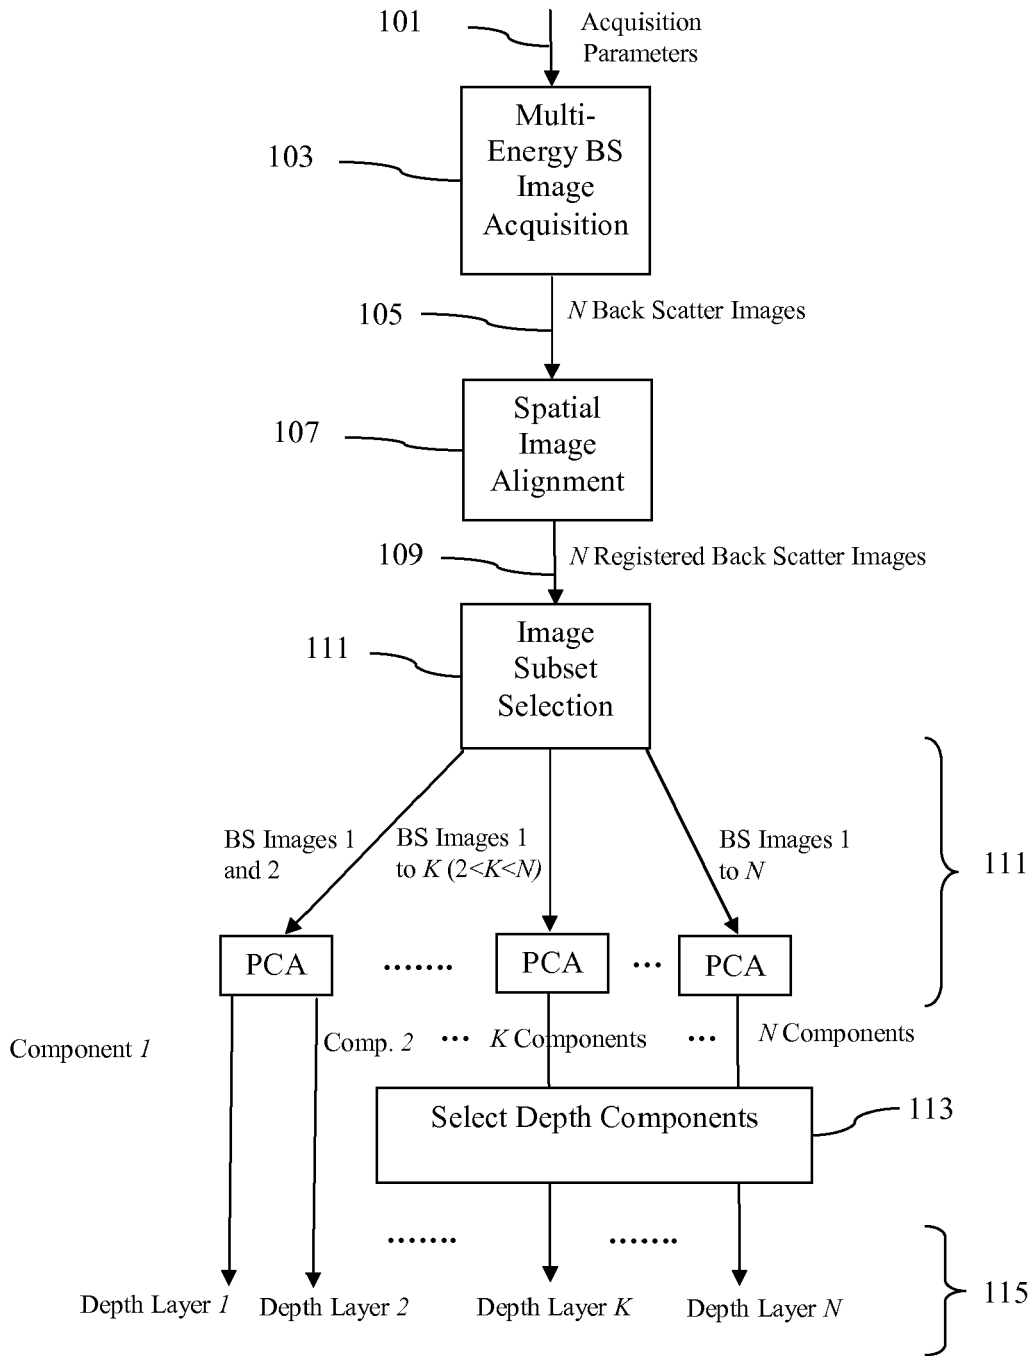 101
Acquisition
Parameters
Multi-
Energy BS
Image
Acquisition
103
105
N Back Scatter Images
Spatial
Image
Alignment
107
109
N Registered Back Scatter Images
Image
Subset
Selection
111
BS Images 1
and 2
BS Images 1
to K (2<K<N)
BS Images 1
to N
111
PCA
.......
PCA
...
PCA
Component 1
Comp. 2
...
K Components
...
N Components
Select Depth Components
113
.......
.......
Depth Layer 1
Depth Layer 2
Depth Layer K
Depth Layer N
115